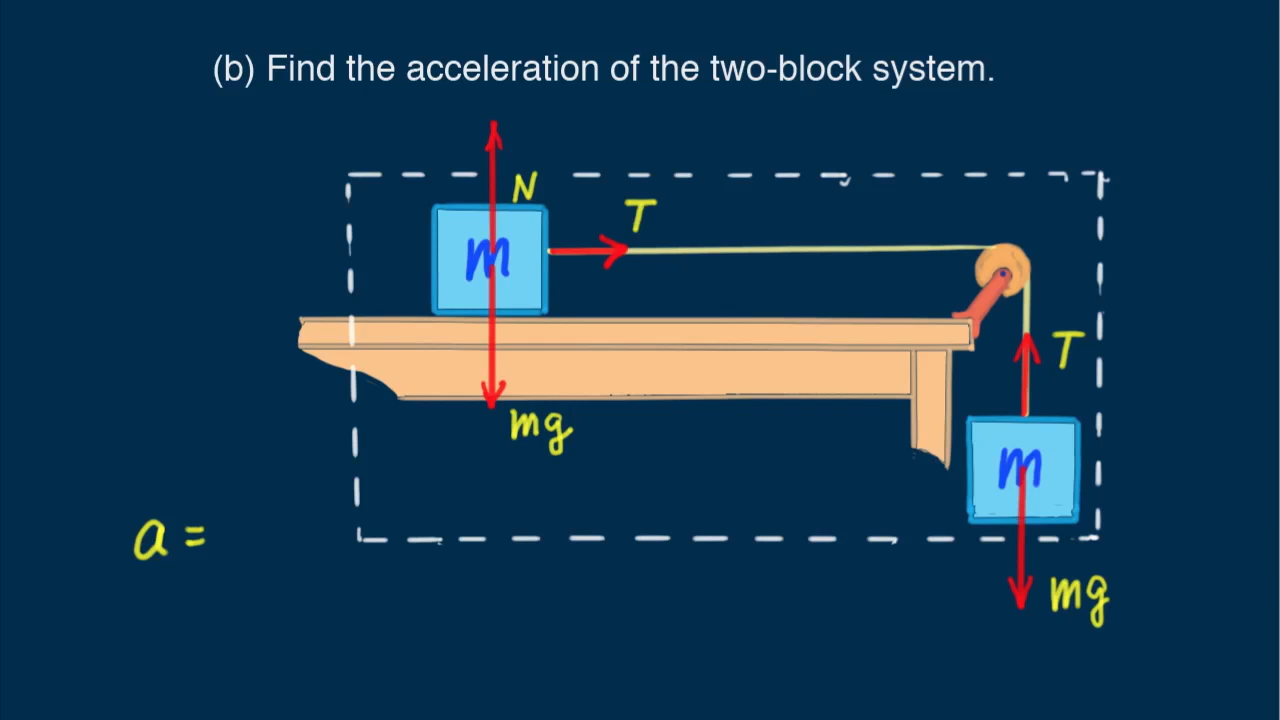 (b) Find the acceleration of the two-block system.
N
T
m
T
mg
m
a =
mg